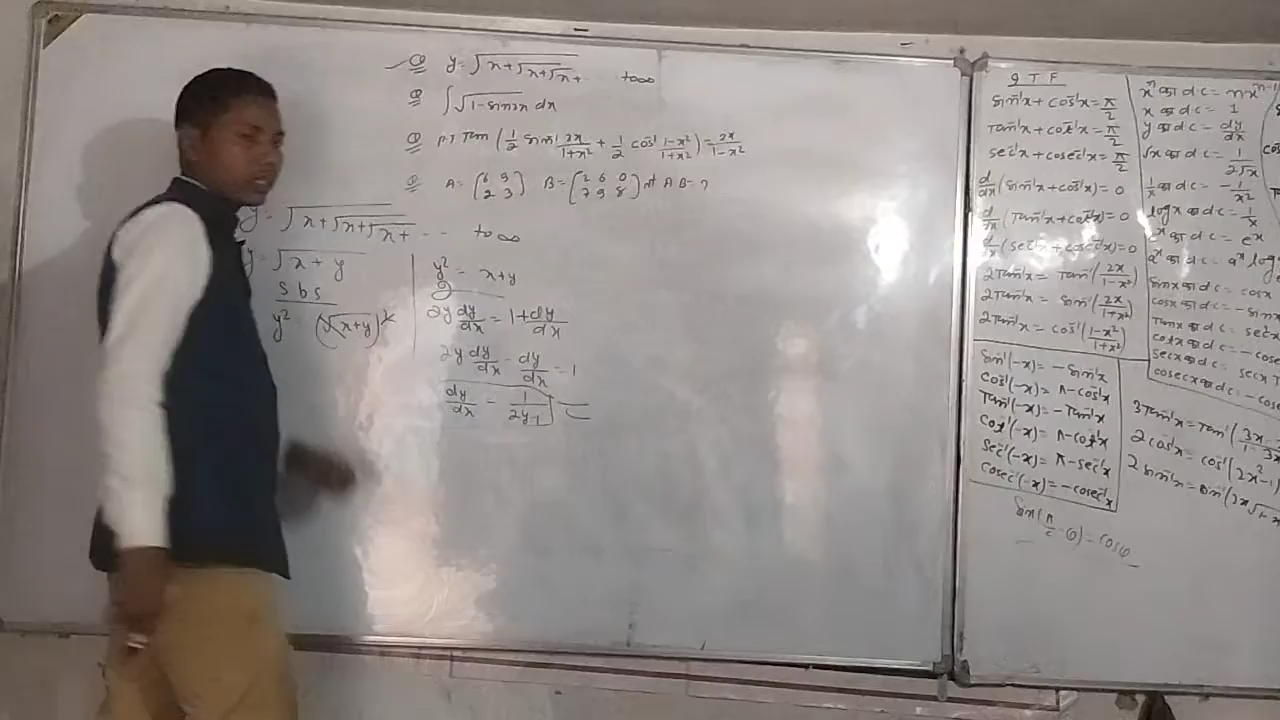 Q y = √x+√x+√x+ ... to ∞
Q ∫√1-sin2x dx
Q PT Tan (1/2 sin⁻¹ 2x/1+x² + 1/2 cos⁻¹ 1-x²/1+x²) = 2x/1-x²
Q A = [6 9 2 3] B = [2 6 0 7 9 8] AB = ?
y = √x+√x+√x+ ... to ∞
y = √x+y
SBS
y² = (√x+y)²
y² = x+y
2y dy/dx = 1+dy/dx
2y dy/dx - dy/dx = 1
dy/dx = 1/2y-1
ITF
sin⁻¹x + cos⁻¹x = π/2
Tan⁻¹x + cot⁻¹x = π/2
sec⁻¹x + cosec⁻¹x = π/2
d/dx (sin⁻¹x + cos⁻¹x) = 0
d/dx (Tan⁻¹x + cot⁻¹x) = 0
d/dx (sec⁻¹x + cosec⁻¹x) = 0
2Tan⁻¹x = Tan⁻¹(2x/1-x²)
2Tan⁻¹x = sin⁻¹(2x/1+x²)
2Tan⁻¹x = cos⁻¹(1-x²/1+x²)
sin⁻¹(-x) = -sin⁻¹x
cos⁻¹(-x) = π-cos⁻¹x
Tan⁻¹(-x) = -Tan⁻¹x
cot⁻¹(-x) = π-cot⁻¹x
sec⁻¹(-x) = π-sec⁻¹x
cosec⁻¹(-x) = -cosec⁻¹x
sin(π/2-θ) = cosθ
xⁿ का d.c = nxⁿ⁻¹
x का d.c = 1
y का d.c = dy/dx
√x का d.c = 1/2√x
1/x का d.c = -1/x²
logx का d.c = 1/x
eˣ का d.c = eˣ
aˣ का d.c = aˣ log
sinx का d.c = cosx
cosx का d.c = -sinx
Tanx का d.c = sec²x
cotx का d.c = -cose
secx का d.c = secx T
cosecx का d.c = -cose
3Tan⁻¹x = Tan⁻¹(3x-
2cos⁻¹x = cos⁻¹(2x²-1)
2sin⁻¹x = sin⁻¹(2x√1-x